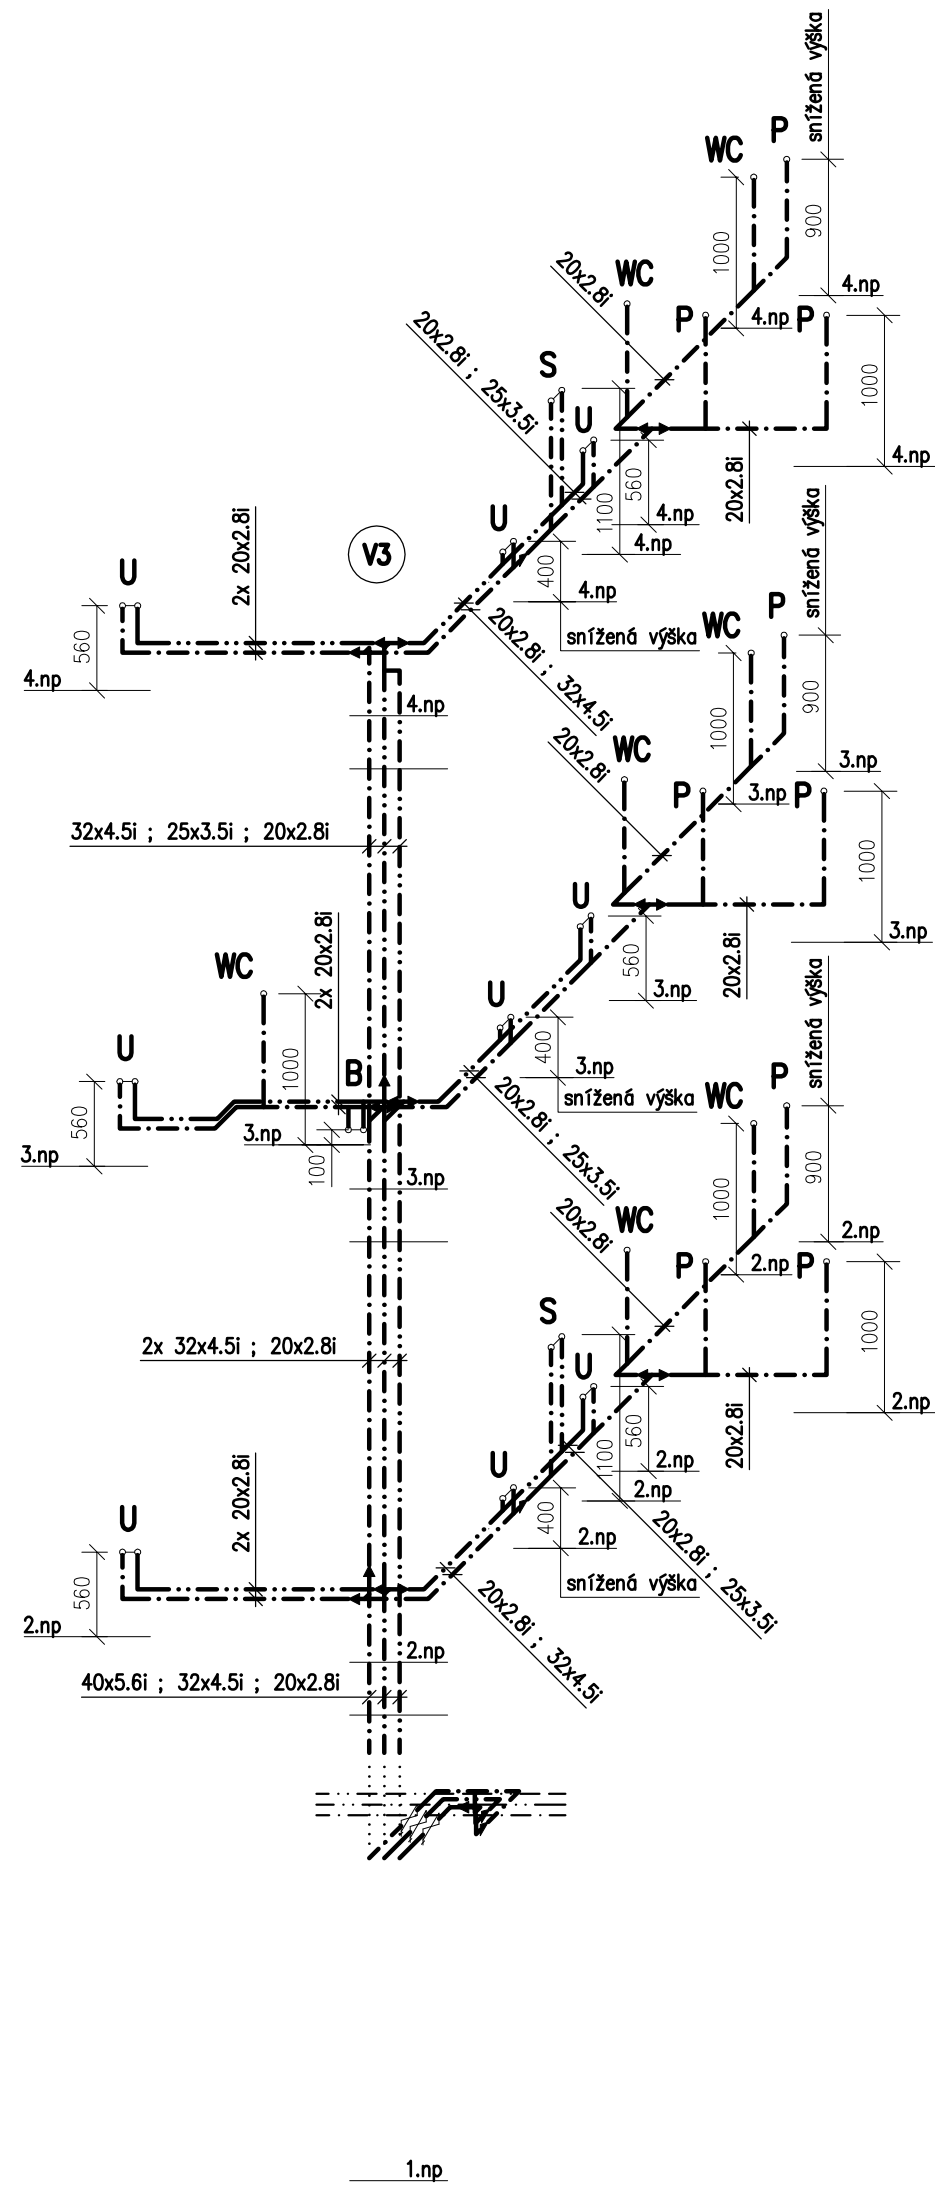 snížená výška
P
WC
900
1000
4.np
20x2.8i
WC
4.np
P
P
20x2.8i ; 25x3.5i
S
1000
U
20x2.8i
4.np
560
1100
4.np
4.np
2x 20x2.8i
V3
U
400
4.np
snížená výška
U
560
4.np
snížená výška
20x2.8i ; 32x4.5i
4.np
P
WC
900
1000
3.np
20x2.8i
WC
3.np
P
P
32x4.5i ; 25x3.5i ; 20x2.8i
1000
U
20x2.8i
3.np
560
3.np
2x 20x2.8i
WC
U
400
3.np
snížená výška
snížená výška
U
1000
B
560
3.np
3.np
100
20x2.8i ; 25x3.5i
3.np
P
WC
900
1000
2.np
20x2.8i
WC
2.np
P
P
S
1000
2x 32x4.5i ; 20x2.8i
U
20x2.8i
2.np
560
1100
2.np
2.np
2x 20x2.8i
U
400
2.np
snížená výška
20x2.8i ; 25x3.5i
U
560
2.np
20x2.8i ; 32x4.5i
2.np
40x5.6i ; 32x4.5i ; 20x2.8i
1.np